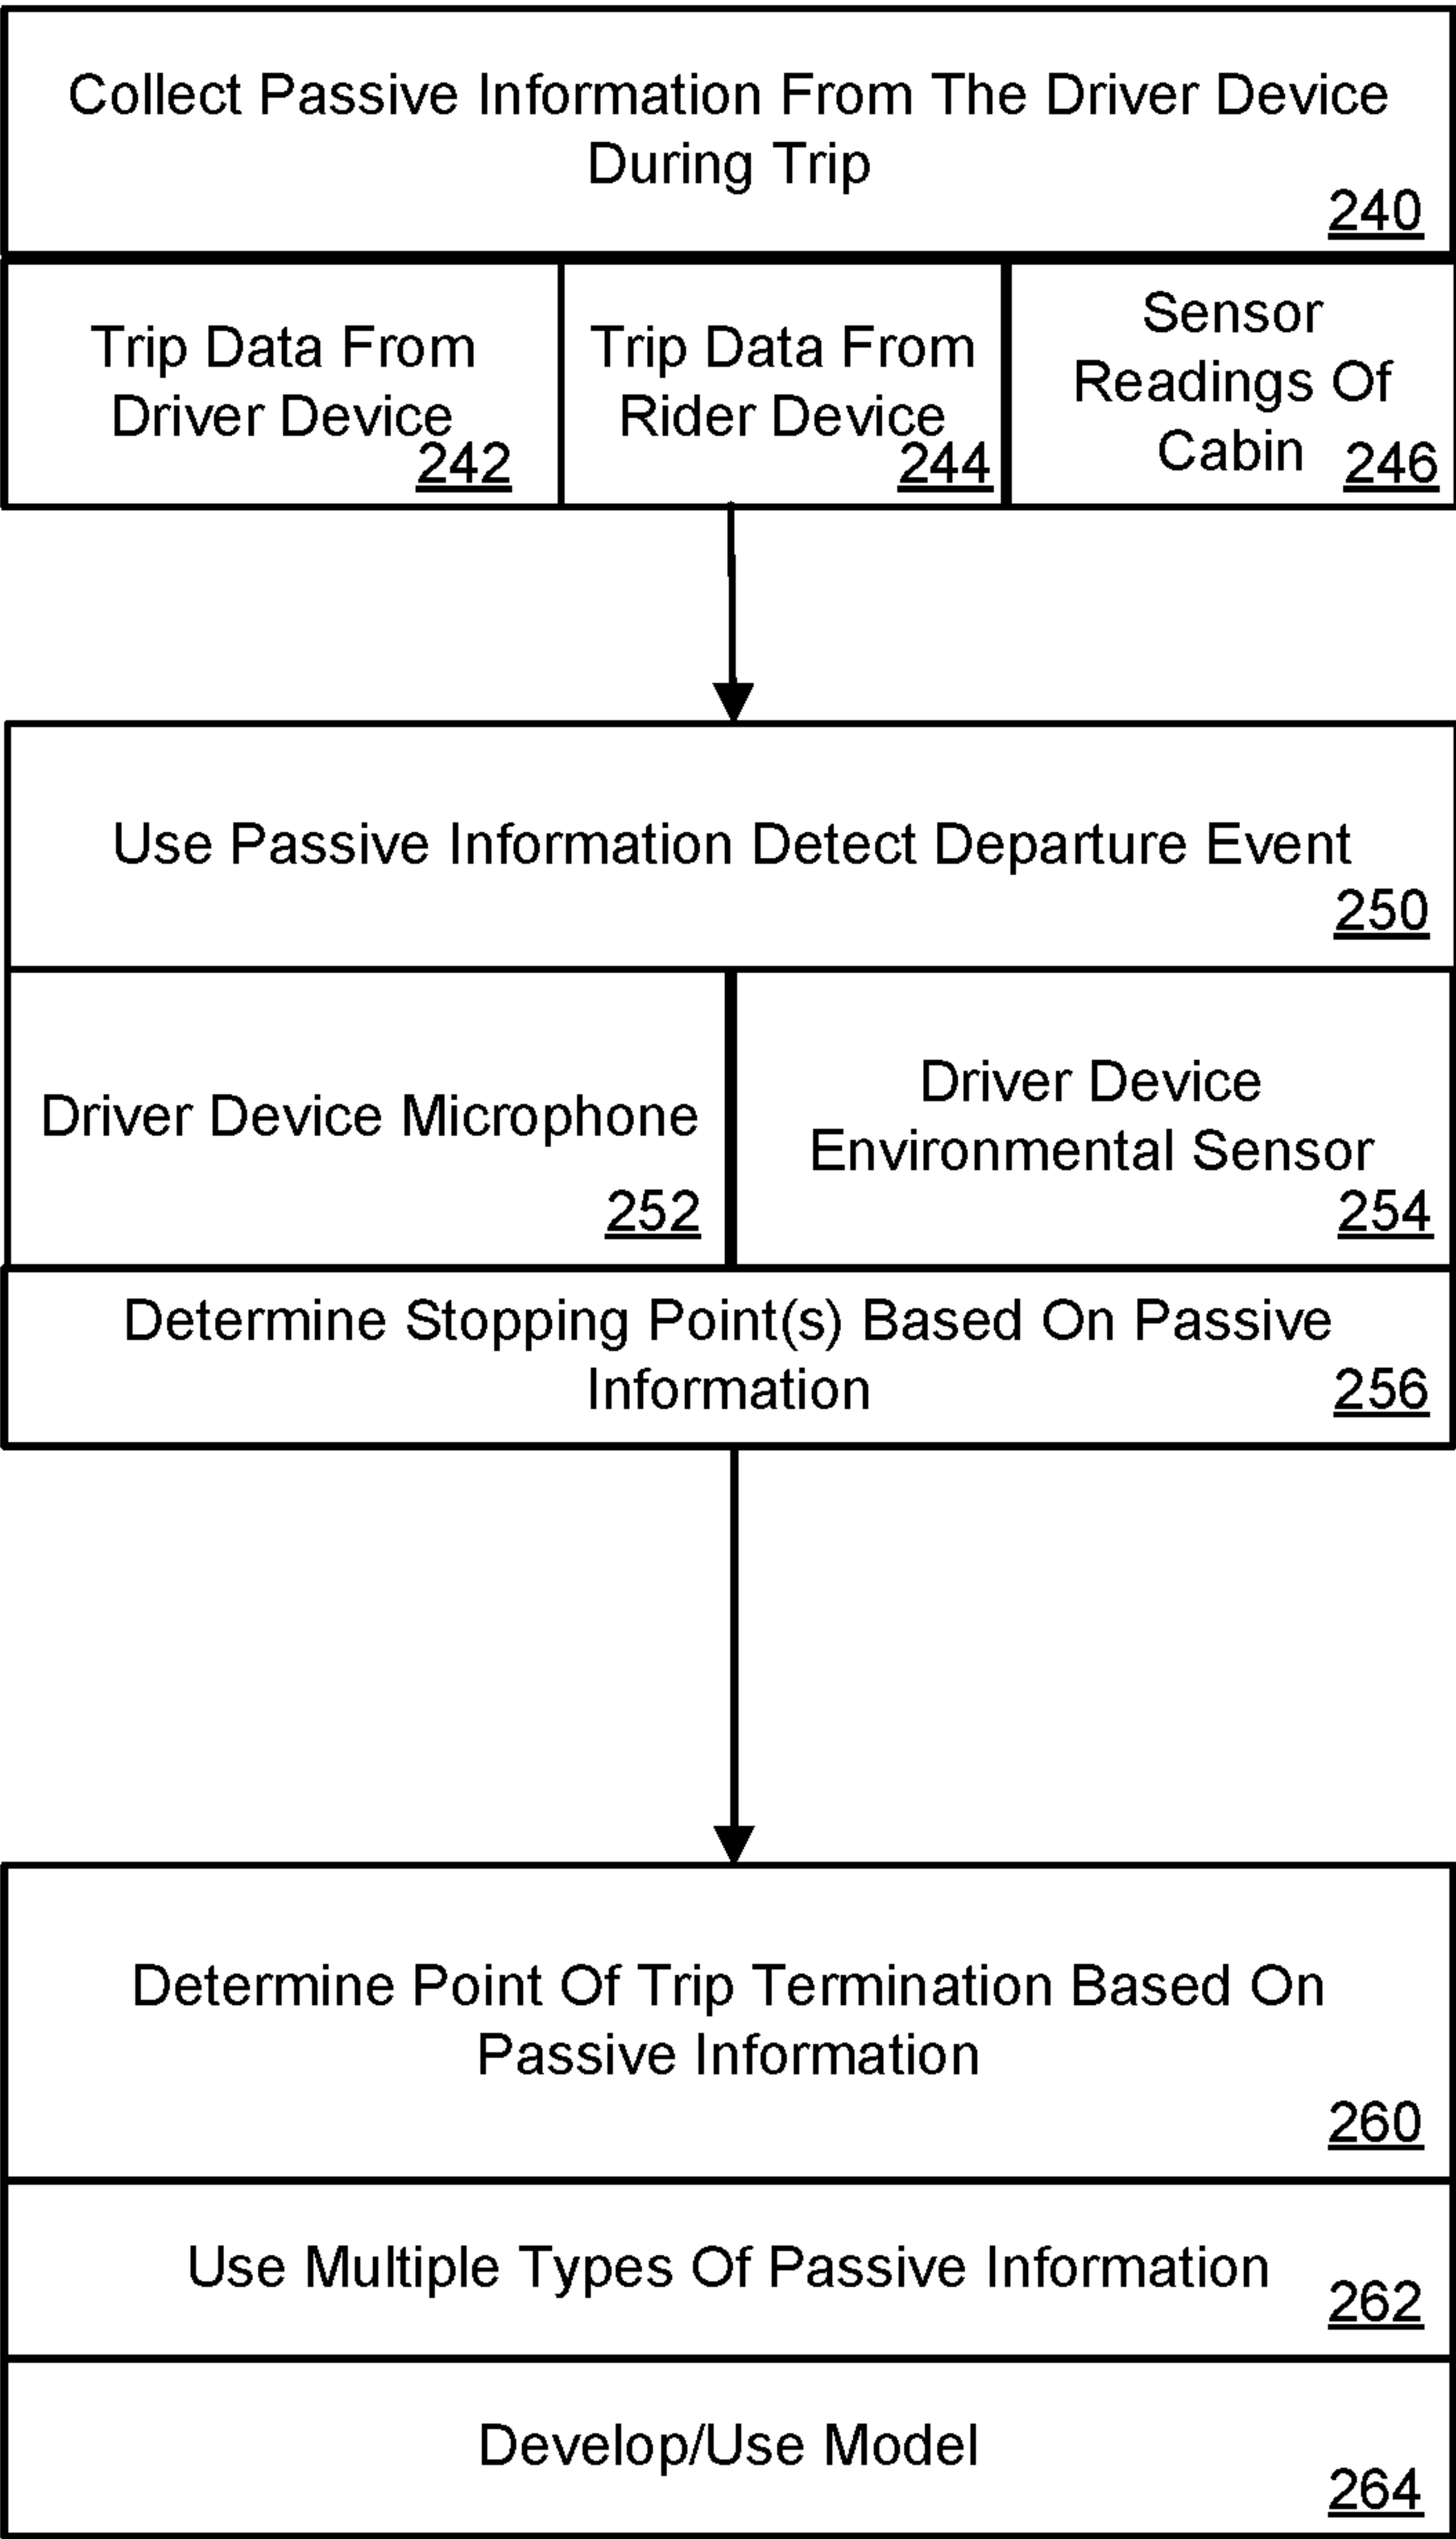 Collect Passive Information From The Driver Device
During Trip
240
Trip Data From
Driver Device
242
Trip Data From
Rider Device
244
Sensor
Readings Of
Cabin
246
Use Passive Information Detect Departure Event
250
Driver Device Microphone
252
Driver Device
Environmental Sensor
254
Determine Stopping Point(s) Based On Passive
Information
256
Determine Point Of Trip Termination Based On
Passive Information
260
Use Multiple Types Of Passive Information
262
Develop/Use Model
264